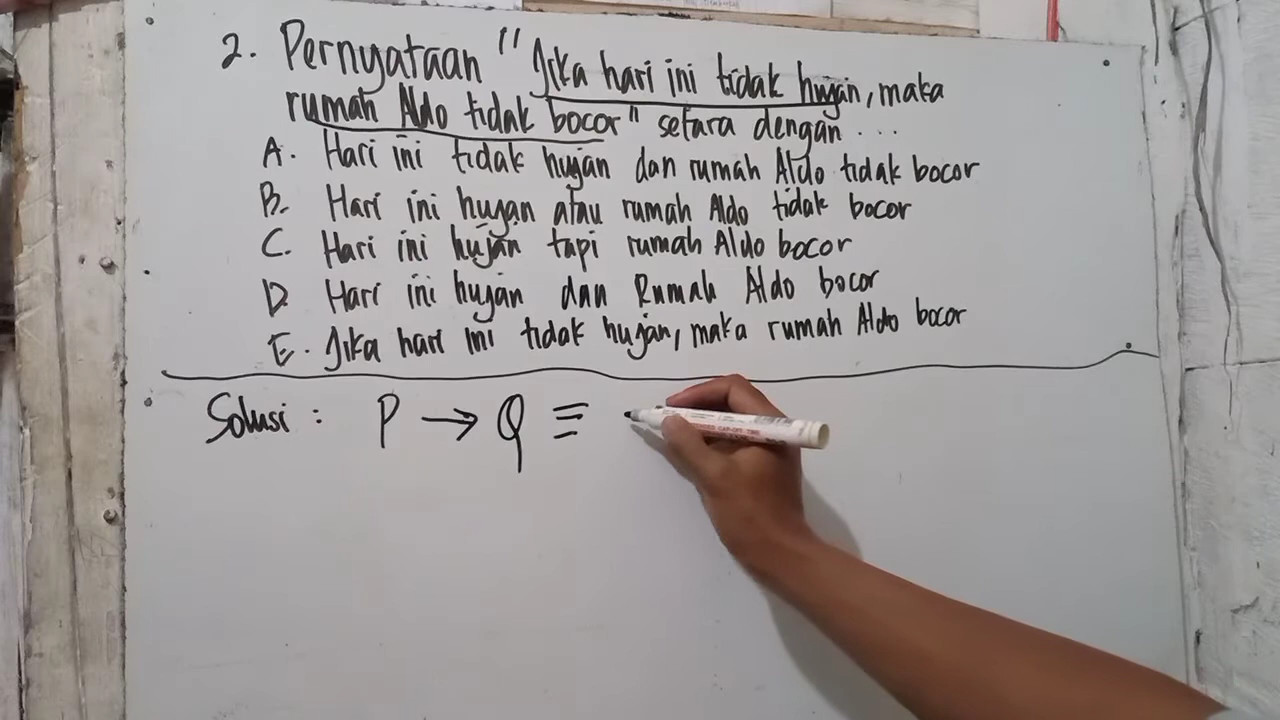 2. Pernyataan "Jika hari ini tidak hujan, maka
rumah Aldo tidak bocor" setara dengan ...
A. Hari ini tidak hujan dan rumah Aldo tidak bocor
B. Hari ini hujan atau rumah Aldo tidak bocor
C. Hari ini hujan tapi rumah Aldo bocor
D. Hari ini hujan dan Rumah Aldo bocor
E. Jika hari ini tidak hujan, maka rumah Aldo bocor
Solusi : P → Q ≡